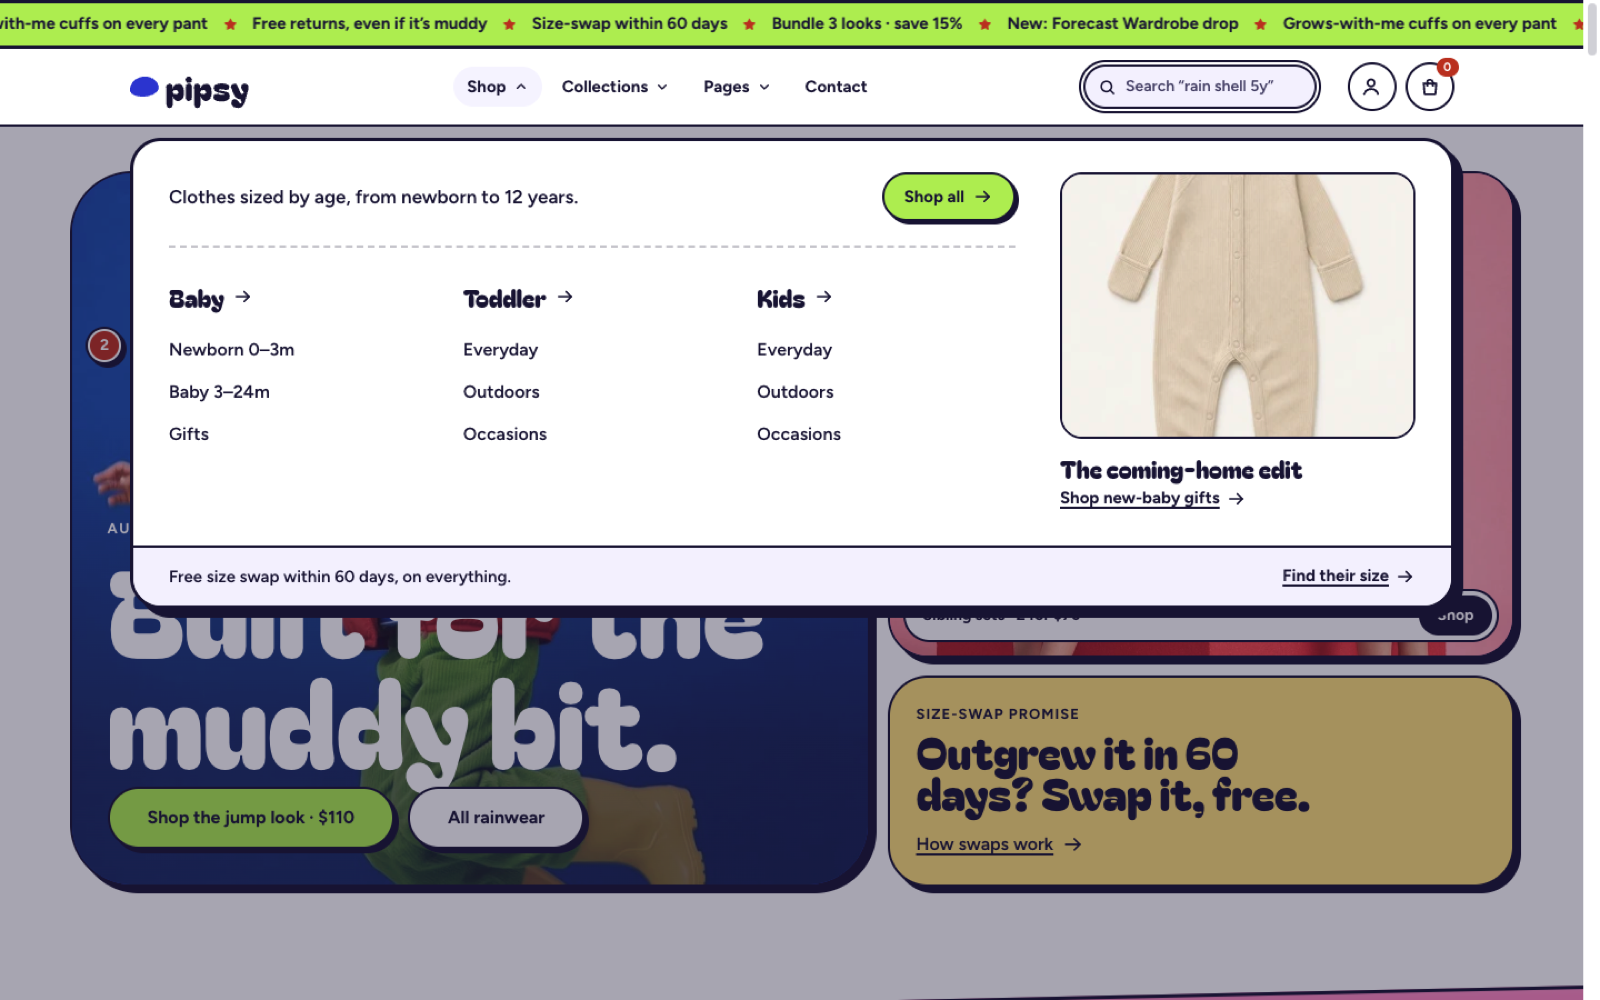 with-me cuffs on every pant ★ Free returns, even if it's muddy ★ Size-swap within 60 days ★ Bundle 3 looks · save 15% ★ New: Forecast Wardrobe drop ★ Grows-with-me cuffs on every pant ★
pipsy
Shop
Collections
Pages
Contact
Search “rain shell 5y”
0
Clothes sized by age, from newborn to 12 years.
Shop all →
Baby →
Newborn 0–3m
Baby 3–24m
Gifts
Toddler →
Everyday
Outdoors
Occasions
Kids →
Everyday
Outdoors
Occasions
The coming-home edit
Shop new-baby gifts →
Free size swap within 60 days, on everything.
Find their size →
2
AU
Built for the
muddy bit.
Shop the jump look · $110
All rainwear
Shop
SIZE-SWAP PROMISE
Outgrew it in 60
days? Swap it, free.
How swaps work →